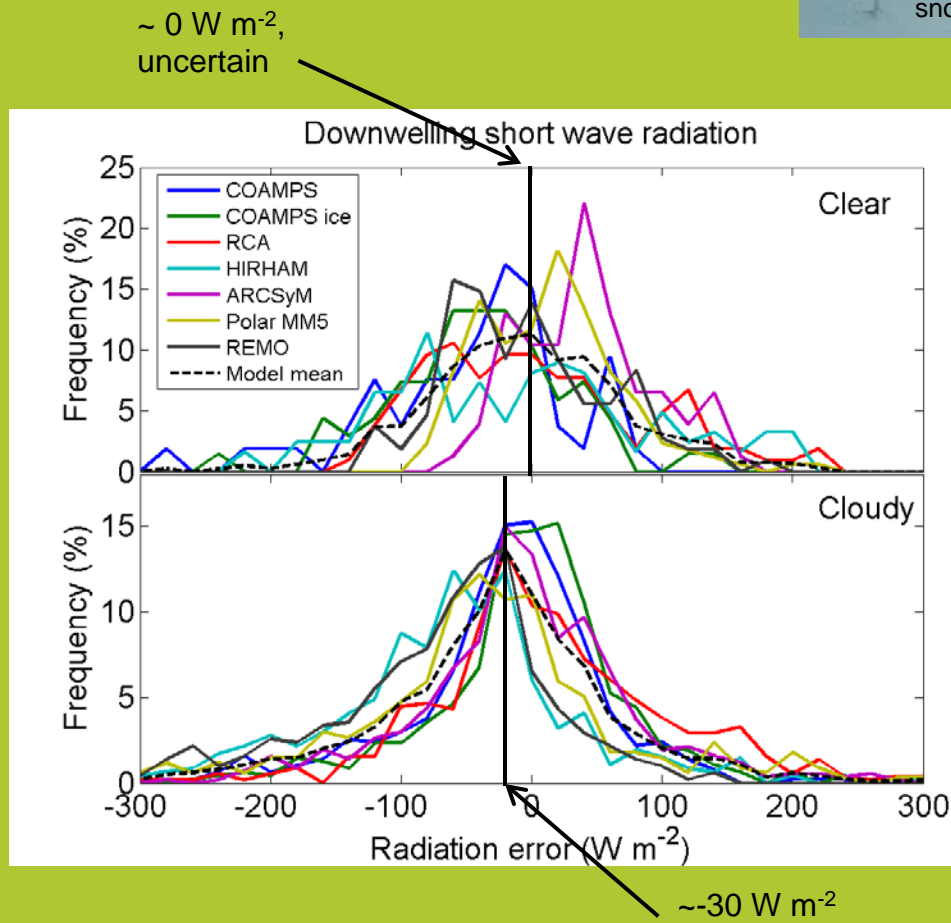 sno
~ 0 W m-2,
uncertain
Downwelling short wave radiation
25
20
15
10
5
0
Frequency (%)
COAMPS
COAMPS ice
RCA
HIRHAM
ARCSyM
Polar MM5
REMO
Model mean
Clear
15
10
5
0
Frequency (%)
Cloudy
-300 -200 -100 0 100 200 300
Radiation error (W m-2)
~-30 W m-2